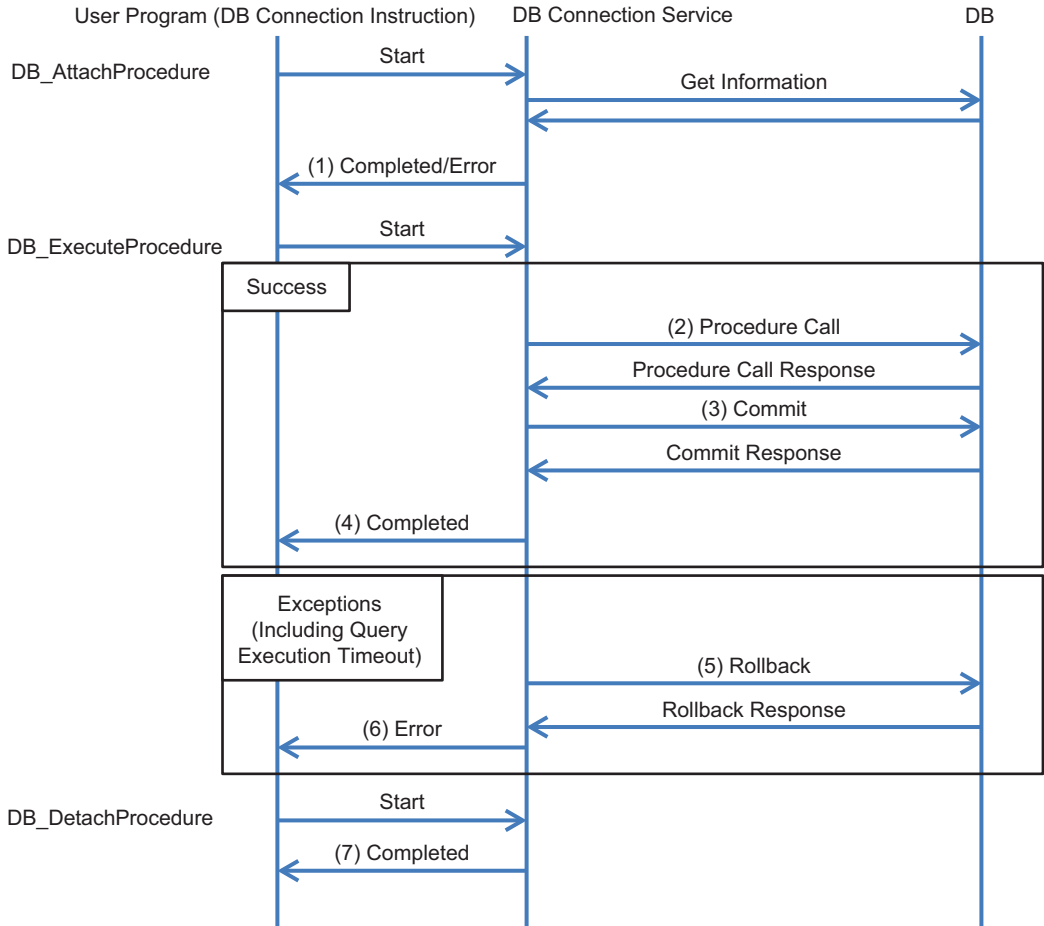 User Program (DB Connection Instruction)
DB Connection Service
DB
DB_AttachProcedure
Start
Get Information
(1) Completed/Error
DB_ExecuteProcedure
Start
Success
(2) Procedure Call
Procedure Call Response
(3) Commit
Commit Response
(4) Completed
Exceptions
(Including Query
Execution Timeout)
(5) Rollback
Rollback Response
(6) Error
DB_DetachProcedure
Start
(7) Completed